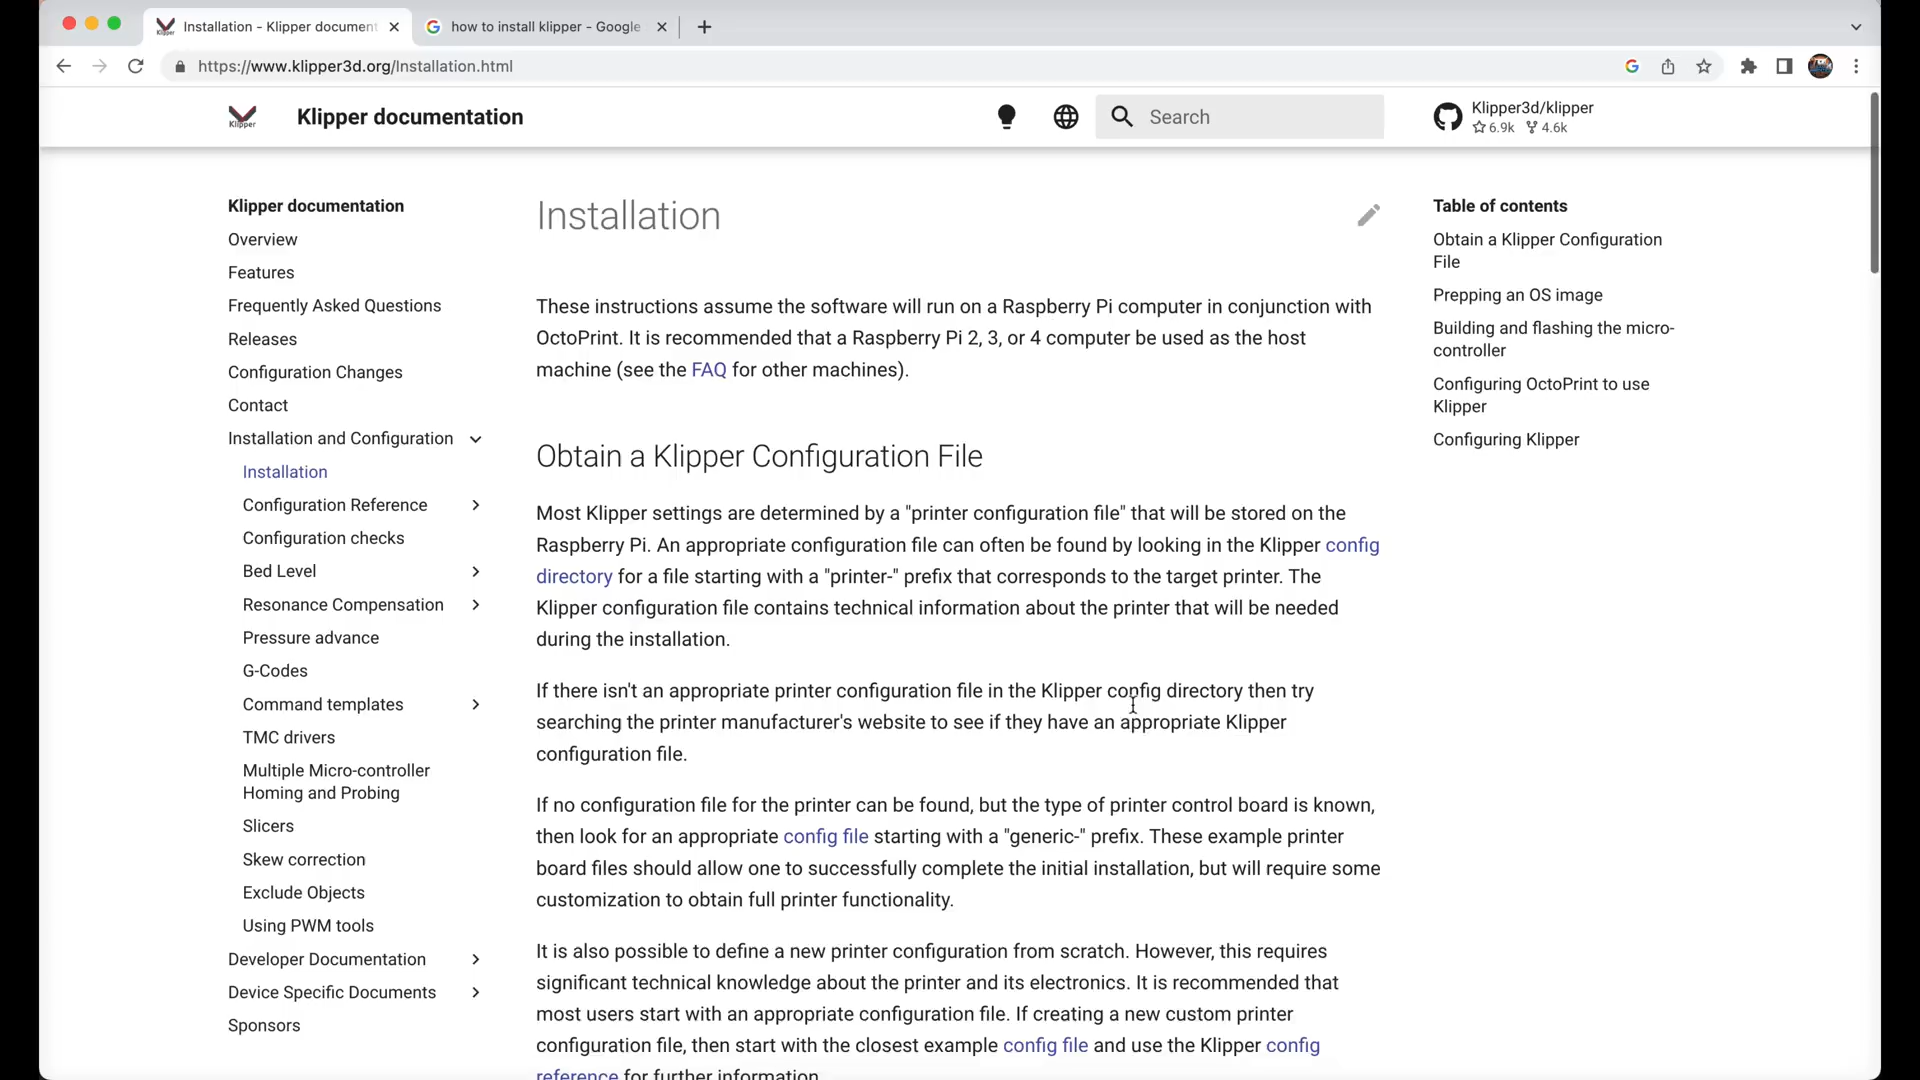 Installation - Klipper document
how to install klipper - Google
https://www.klipper3d.org/Installation.html
Klipper
Klipper documentation
Search
Klipper3d/klipper
6.9k 4.6k
Klipper documentation
Overview
Features
Frequently Asked Questions
Releases
Configuration Changes
Contact
Installation and Configuration
Installation
Configuration Reference
Configuration checks
Bed Level
Resonance Compensation
Pressure advance
G-Codes
Command templates
TMC drivers
Multiple Micro-controller
Homing and Probing
Slicers
Skew correction
Exclude Objects
Using PWM tools
Developer Documentation
Device Specific Documents
Sponsors
Installation
These instructions assume the software will run on a Raspberry Pi computer in conjunction with
OctoPrint. It is recommended that a Raspberry Pi 2, 3, or 4 computer be used as the host
machine (see the FAQ for other machines).
Obtain a Klipper Configuration File
Most Klipper settings are determined by a "printer configuration file" that will be stored on the
Raspberry Pi. An appropriate configuration file can often be found by looking in the Klipper config
directory for a file starting with a "printer-" prefix that corresponds to the target printer. The
Klipper configuration file contains technical information about the printer that will be needed
during the installation.
If there isn't an appropriate printer configuration file in the Klipper config directory then try
searching the printer manufacturer's website to see if they have an appropriate Klipper
configuration file.
If no configuration file for the printer can be found, but the type of printer control board is known,
then look for an appropriate config file starting with a "generic-" prefix. These example printer
board files should allow one to successfully complete the initial installation, but will require some
customization to obtain full printer functionality.
It is also possible to define a new printer configuration from scratch. However, this requires
significant technical knowledge about the printer and its electronics. It is recommended that
most users start with an appropriate configuration file. If creating a new custom printer
configuration file, then start with the closest example config file and use the Klipper config
reference for further information.
Table of contents
Obtain a Klipper Configuration
File
Prepping an OS image
Building and flashing the micro-
controller
Configuring OctoPrint to use
Klipper
Configuring Klipper